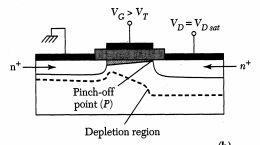 V_G > V_T
V_D = V_D sat
n+
n+
Pinch-off
point (P)
Depletion region